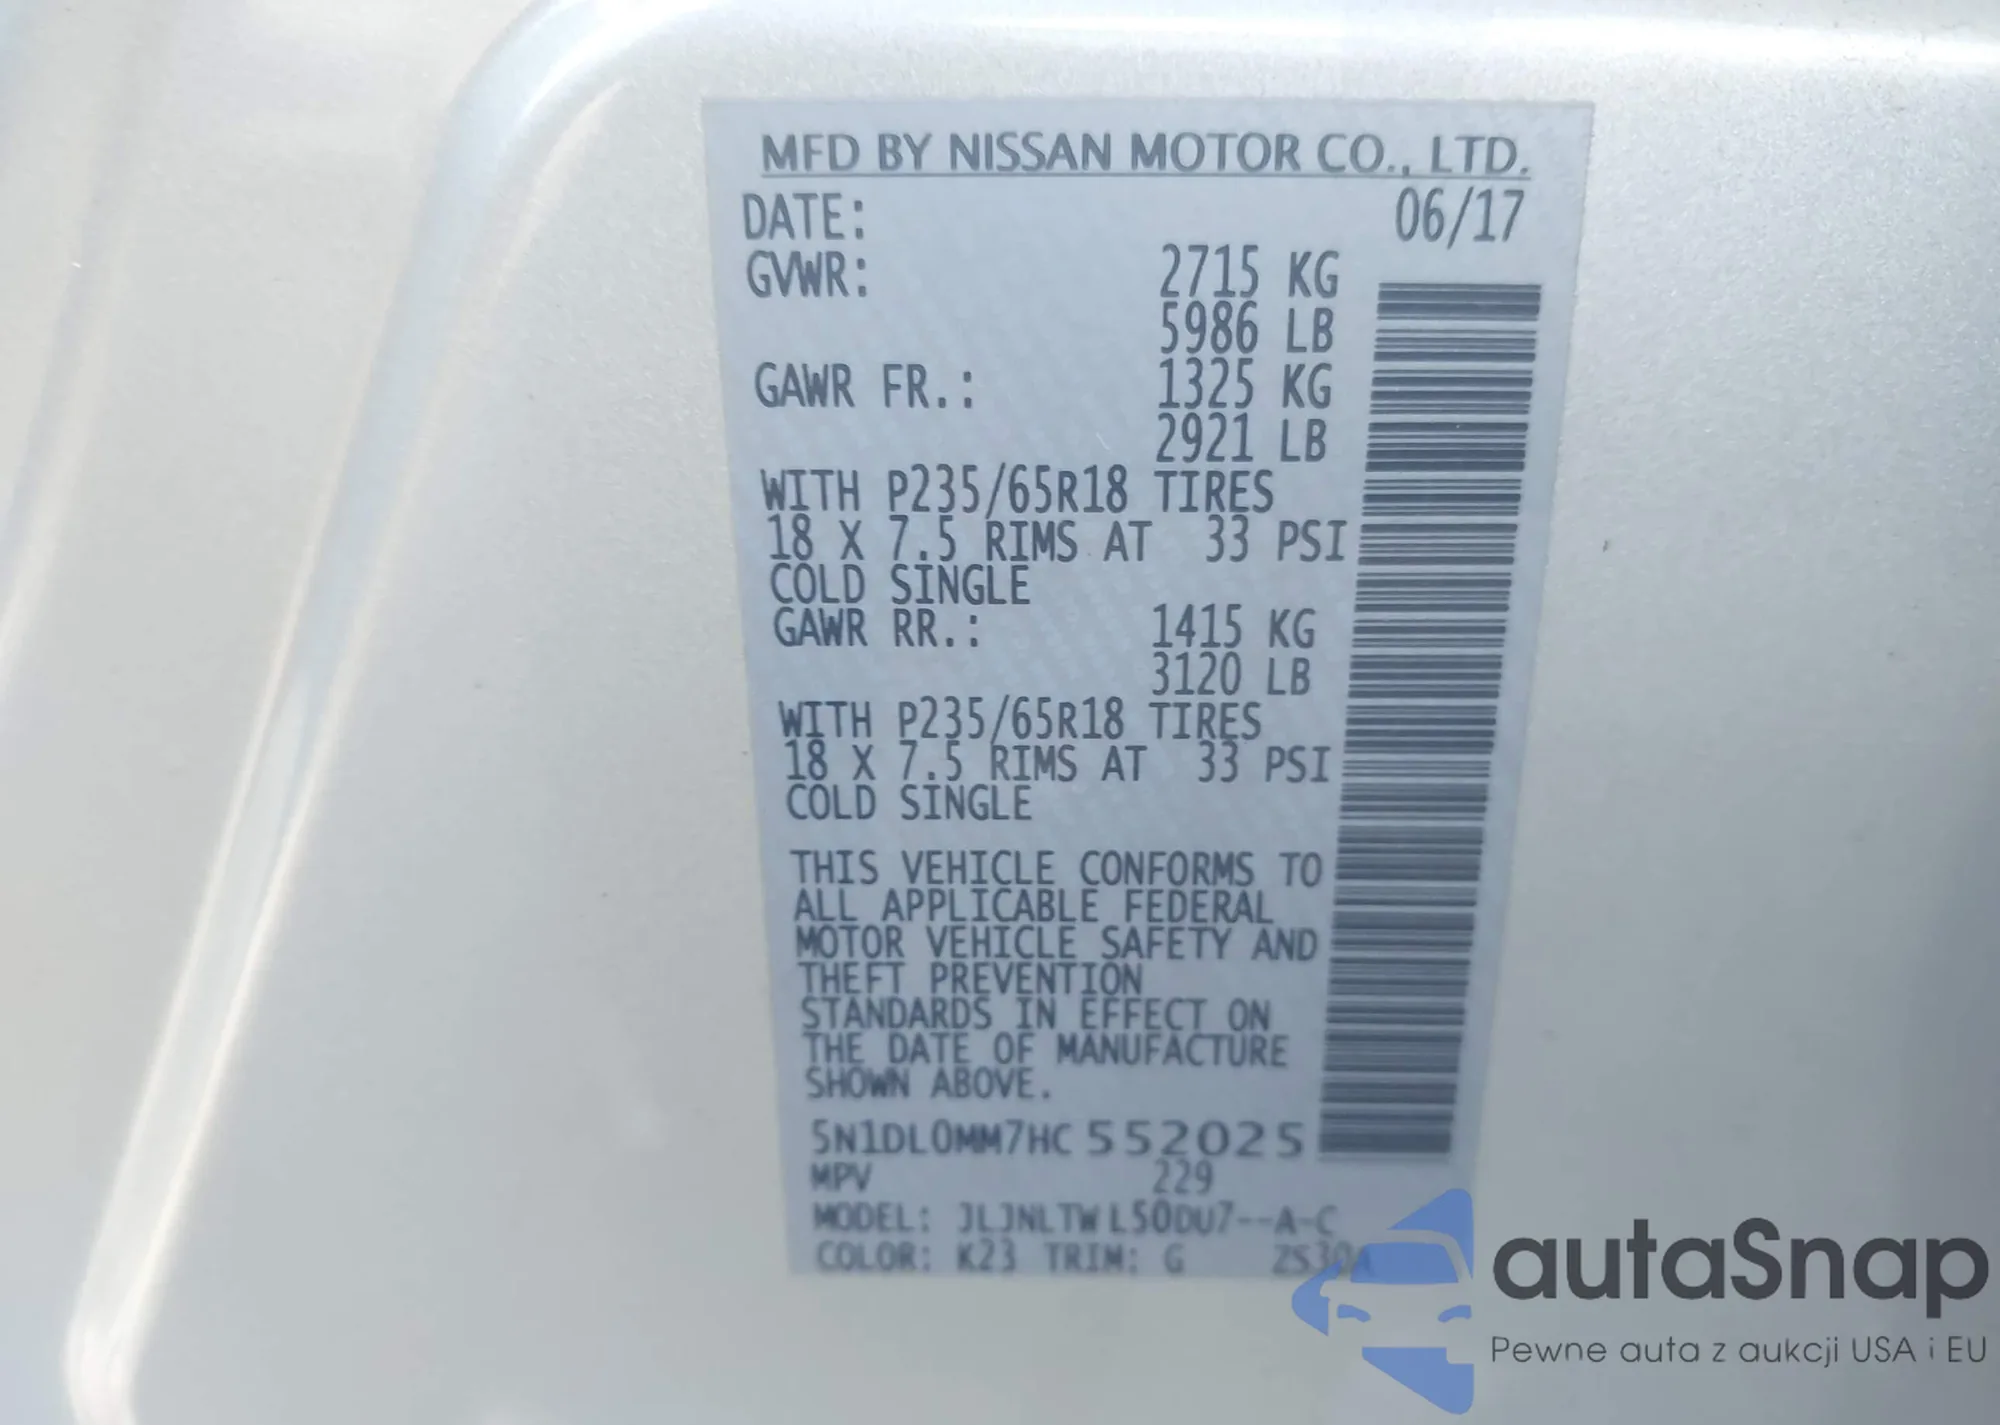 MFD BY NISSAN MOTOR CO., LTD.
DATE: 06/17
GVWR: 2715 KG
5986 LB
GAWR FR.: 1325 KG
2921 LB
WITH P235/65R18 TIRES
18 X 7.5 RIMS AT 33 PSI
COLD SINGLE
GAWR RR.: 1415 KG
3120 LB
WITH P235/65R18 TIRES
18 X 7.5 RIMS AT 33 PSI
COLD SINGLE
THIS VEHICLE CONFORMS TO
ALL APPLICABLE FEDERAL
MOTOR VEHICLE SAFETY AND
THEFT PREVENTION
STANDARDS IN EFFECT ON
THE DATE OF MANUFACTURE
SHOWN ABOVE.
5N1DL0MM7HC552025
MPV 229
MODEL: JLJNLTWL50DU7--A-C
COLOR: K23 TRIM: G ZS30A
autaSnap
Pewne auta z aukcji USA i EU